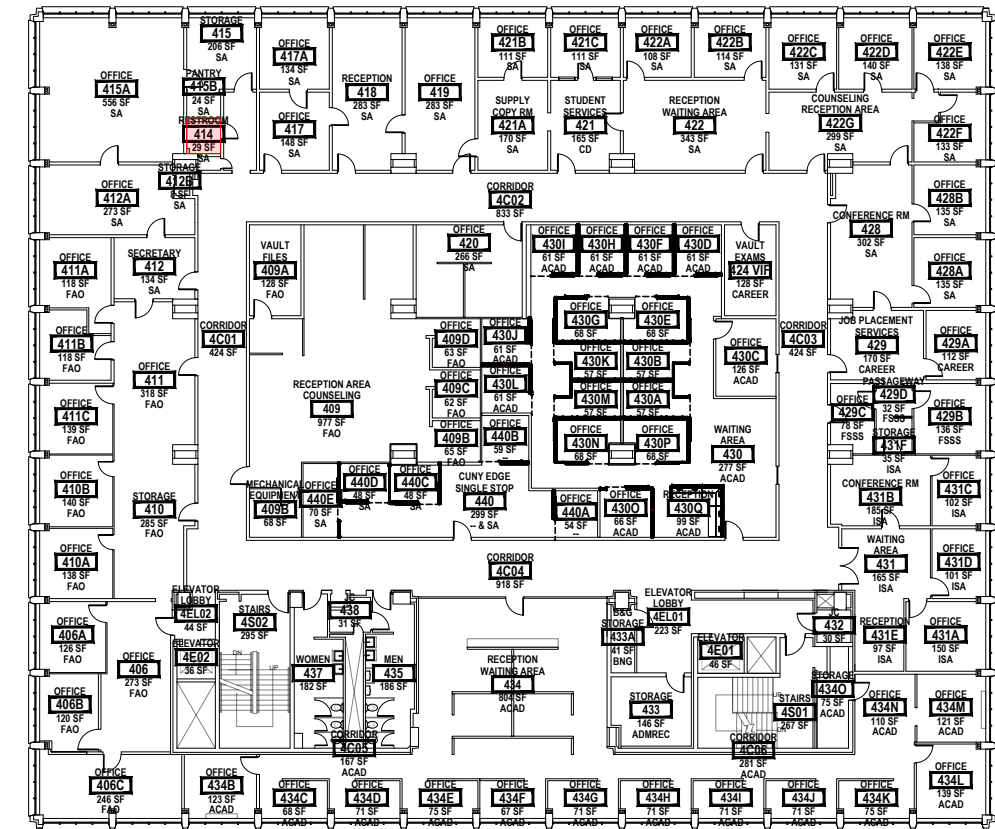 STORAGE
415
206 SF
SA
OFFICE
417A
134 SF
SA
OFFICE
421B
111 SF
SA
OFFICE
421C
111 SF
SA
OFFICE
422A
108 SF
SA
OFFICE
422B
114 SF
SA
OFFICE
422C
131 SF
SA
OFFICE
422D
140 SF
SA
OFFICE
422E
138 SF
SA
OFFICE
415A
556 SF
SA
PANTRY
415B
24 SF
SA
RECEPTION
418
283 SF
SA
OFFICE
419
283 SF
SA
RESTROOM
414
29 SF
SA
OFFICE
417
148 SF
SA
SUPPLY
COPY RM
421A
170 SF
SA
STUDENT
SERVICES
421
165 SF
CD
RECEPTION
WAITING AREA
422
343 SF
SA
COUNSELING
RECEPTION AREA
422G
299 SF
SA
OFFICE
422F
133 SF
SA
STORAGE
412B
SF
SA
OFFICE
412A
273 SF
SA
CORRIDOR
4C02
833 SF
OFFICE
428B
135 SF
SA
CONFERENCE RM
428
302 SF
SA
OFFICE
428A
135 SF
SA
OFFICE
411A
118 SF
FAO
SECRETARY
412
134 SF
SA
VAULT
FILES
409A
128 SF
FAO
OFFICE
420
266 SF
SA
OFFICE
430I
61 SF
ACAD
OFFICE
430H
61 SF
ACAD
OFFICE
430F
61 SF
ACAD
OFFICE
430D
61 SF
ACAD
VAULT
EXAMS
424 VIF
128 SF
CAREER
OFFICE
411B
118 SF
FAO
CORRIDOR
4C01
424 SF
OFFICE
409D
63 SF
FAO
OFFICE
430J
61 SF
ACAD
OFFICE
430G
68 SF
OFFICE
430E
68 SF
OFFICE
430C
126 SF
ACAD
CORRIDOR
4C03
424 SF
JOB PLACEMENT
SERVICES
429
170 SF
CAREER
OFFICE
429A
112 SF
CAREER
OFFICE
411
318 SF
FAO
RECEPTION AREA
COUNSELING
409
977 SF
FAO
OFFICE
409C
62 SF
FAO
OFFICE
430L
61 SF
ACAD
OFFICE
430K
57 SF
OFFICE
430B
57 SF
OFFICE
430M
57 SF
OFFICE
430A
57 SF
PASSAGEWAY
429D
32 SF
FSSS
OFFICE
429C
78 SF
FSSS
OFFICE
429B
136 SF
FSSS
OFFICE
411C
139 SF
FAO
OFFICE
409B
65 SF
FAO
OFFICE
440B
59 SF
--
OFFICE
430N
68 SF
OFFICE
430P
68 SF
WAITING
AREA
430
277 SF
ACAD
STORAGE
431F
35 SF
ISA
OFFICE
410B
140 SF
FAO
STORAGE
410
285 SF
FAO
MECHANICAL
EQUIPMENT
409B
68 SF
OFFICE
440E
70 SF
SA
OFFICE
440D
48 SF
SA
OFFICE
440C
48 SF
SA
CUNY EDGE
SINGLE STOP
440
299 SF
-- & SA
OFFICE
440A
54 SF
--
OFFICE
430O
66 SF
ACAD
RECEPTION
430Q
99 SF
ACAD
CONFERENCE RM
431B
185 SF
ISA
OFFICE
431C
102 SF
ISA
OFFICE
410A
138 SF
FAO
CORRIDOR
4C04
918 SF
WAITING
AREA
431
165 SF
ISA
OFFICE
431D
101 SF
ISA
ELEVATOR
LOBBY
4EL02
44 SF
STAIRS
4S02
295 SF
JC
438
31 SF
B&G
STORAGE
433A
41 SF
BNG
ELEVATOR
LOBBY
4EL01
223 SF
JC
432
30 SF
OFFICE
406A
126 SF
FAO
OFFICE
406
273 SF
FAO
ELEVATOR
4E02
36 SF
DN
UP
WOMEN
437
182 SF
MEN
435
186 SF
RECEPTION
WAITING AREA
434
804 SF
ACAD
ELEVATOR
4E01
46 SF
RECEPTION
431E
97 SF
ISA
OFFICE
431A
150 SF
ISA
OFFICE
406B
120 SF
FAO
STORAGE
433
146 SF
ADMREC
UP
DN
STAIRS
4S01
267 SF
STORAGE
434O
75 SF
ACAD
OFFICE
434N
110 SF
ACAD
OFFICE
434M
121 SF
ACAD
CORRIDOR
4C05
167 SF
ACAD
CORRIDOR
4C06
281 SF
ACAD
OFFICE
406C
246 SF
FAO
OFFICE
434B
123 SF
ACAD
OFFICE
434C
68 SF
ACAD
OFFICE
434D
71 SF
ACAD
OFFICE
434E
75 SF
ACAD
OFFICE
434F
67 SF
ACAD
OFFICE
434G
71 SF
ACAD
OFFICE
434H
71 SF
ACAD
OFFICE
434I
71 SF
ACAD
OFFICE
434J
71 SF
ACAD
OFFICE
434K
75 SF
ACAD
OFFICE
434L
139 SF
ACAD